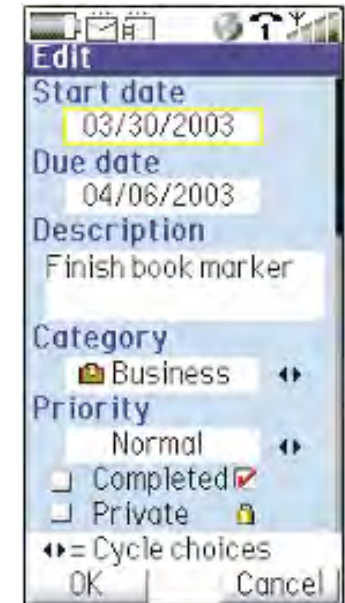 Edit
Start date
03/30/2003
Due date
04/06/2003
Description
Finish book marker
Category
Business
Priority
Normal
Completed
Private
= Cycle choices
OK Cancel